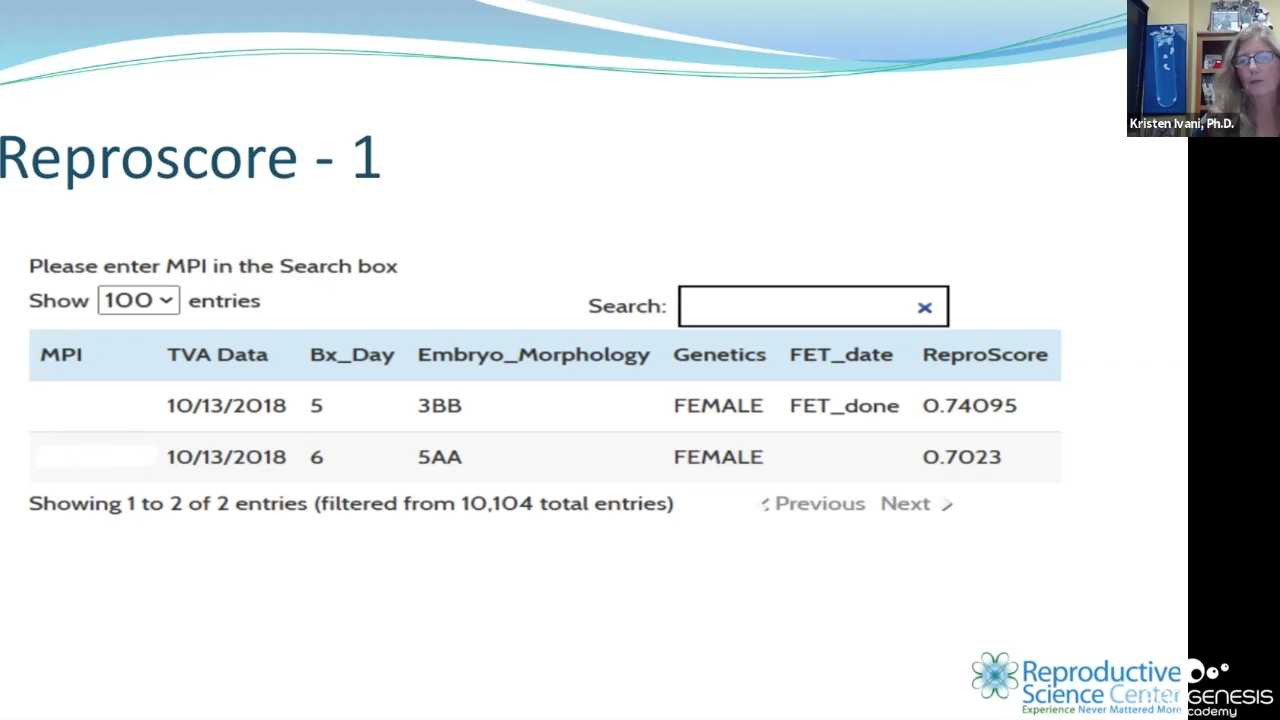 Kristen Ivani, Ph.D.
Reproscore - 1
Please enter MPI in the Search box
Show 100 entries
Search:
MPI TVA Data Bx_Day Embryo_Morphology Genetics FET_date ReproScore
10/13/2018 5 3BB FEMALE FET_done 0.74095
10/13/2018 6 5AA FEMALE 0.7023
Showing 1 to 2 of 2 entries (filtered from 10,104 total entries) Previous Next
Reproductive
Science Center
Experience Never Mattered More
GENESIS
cademy